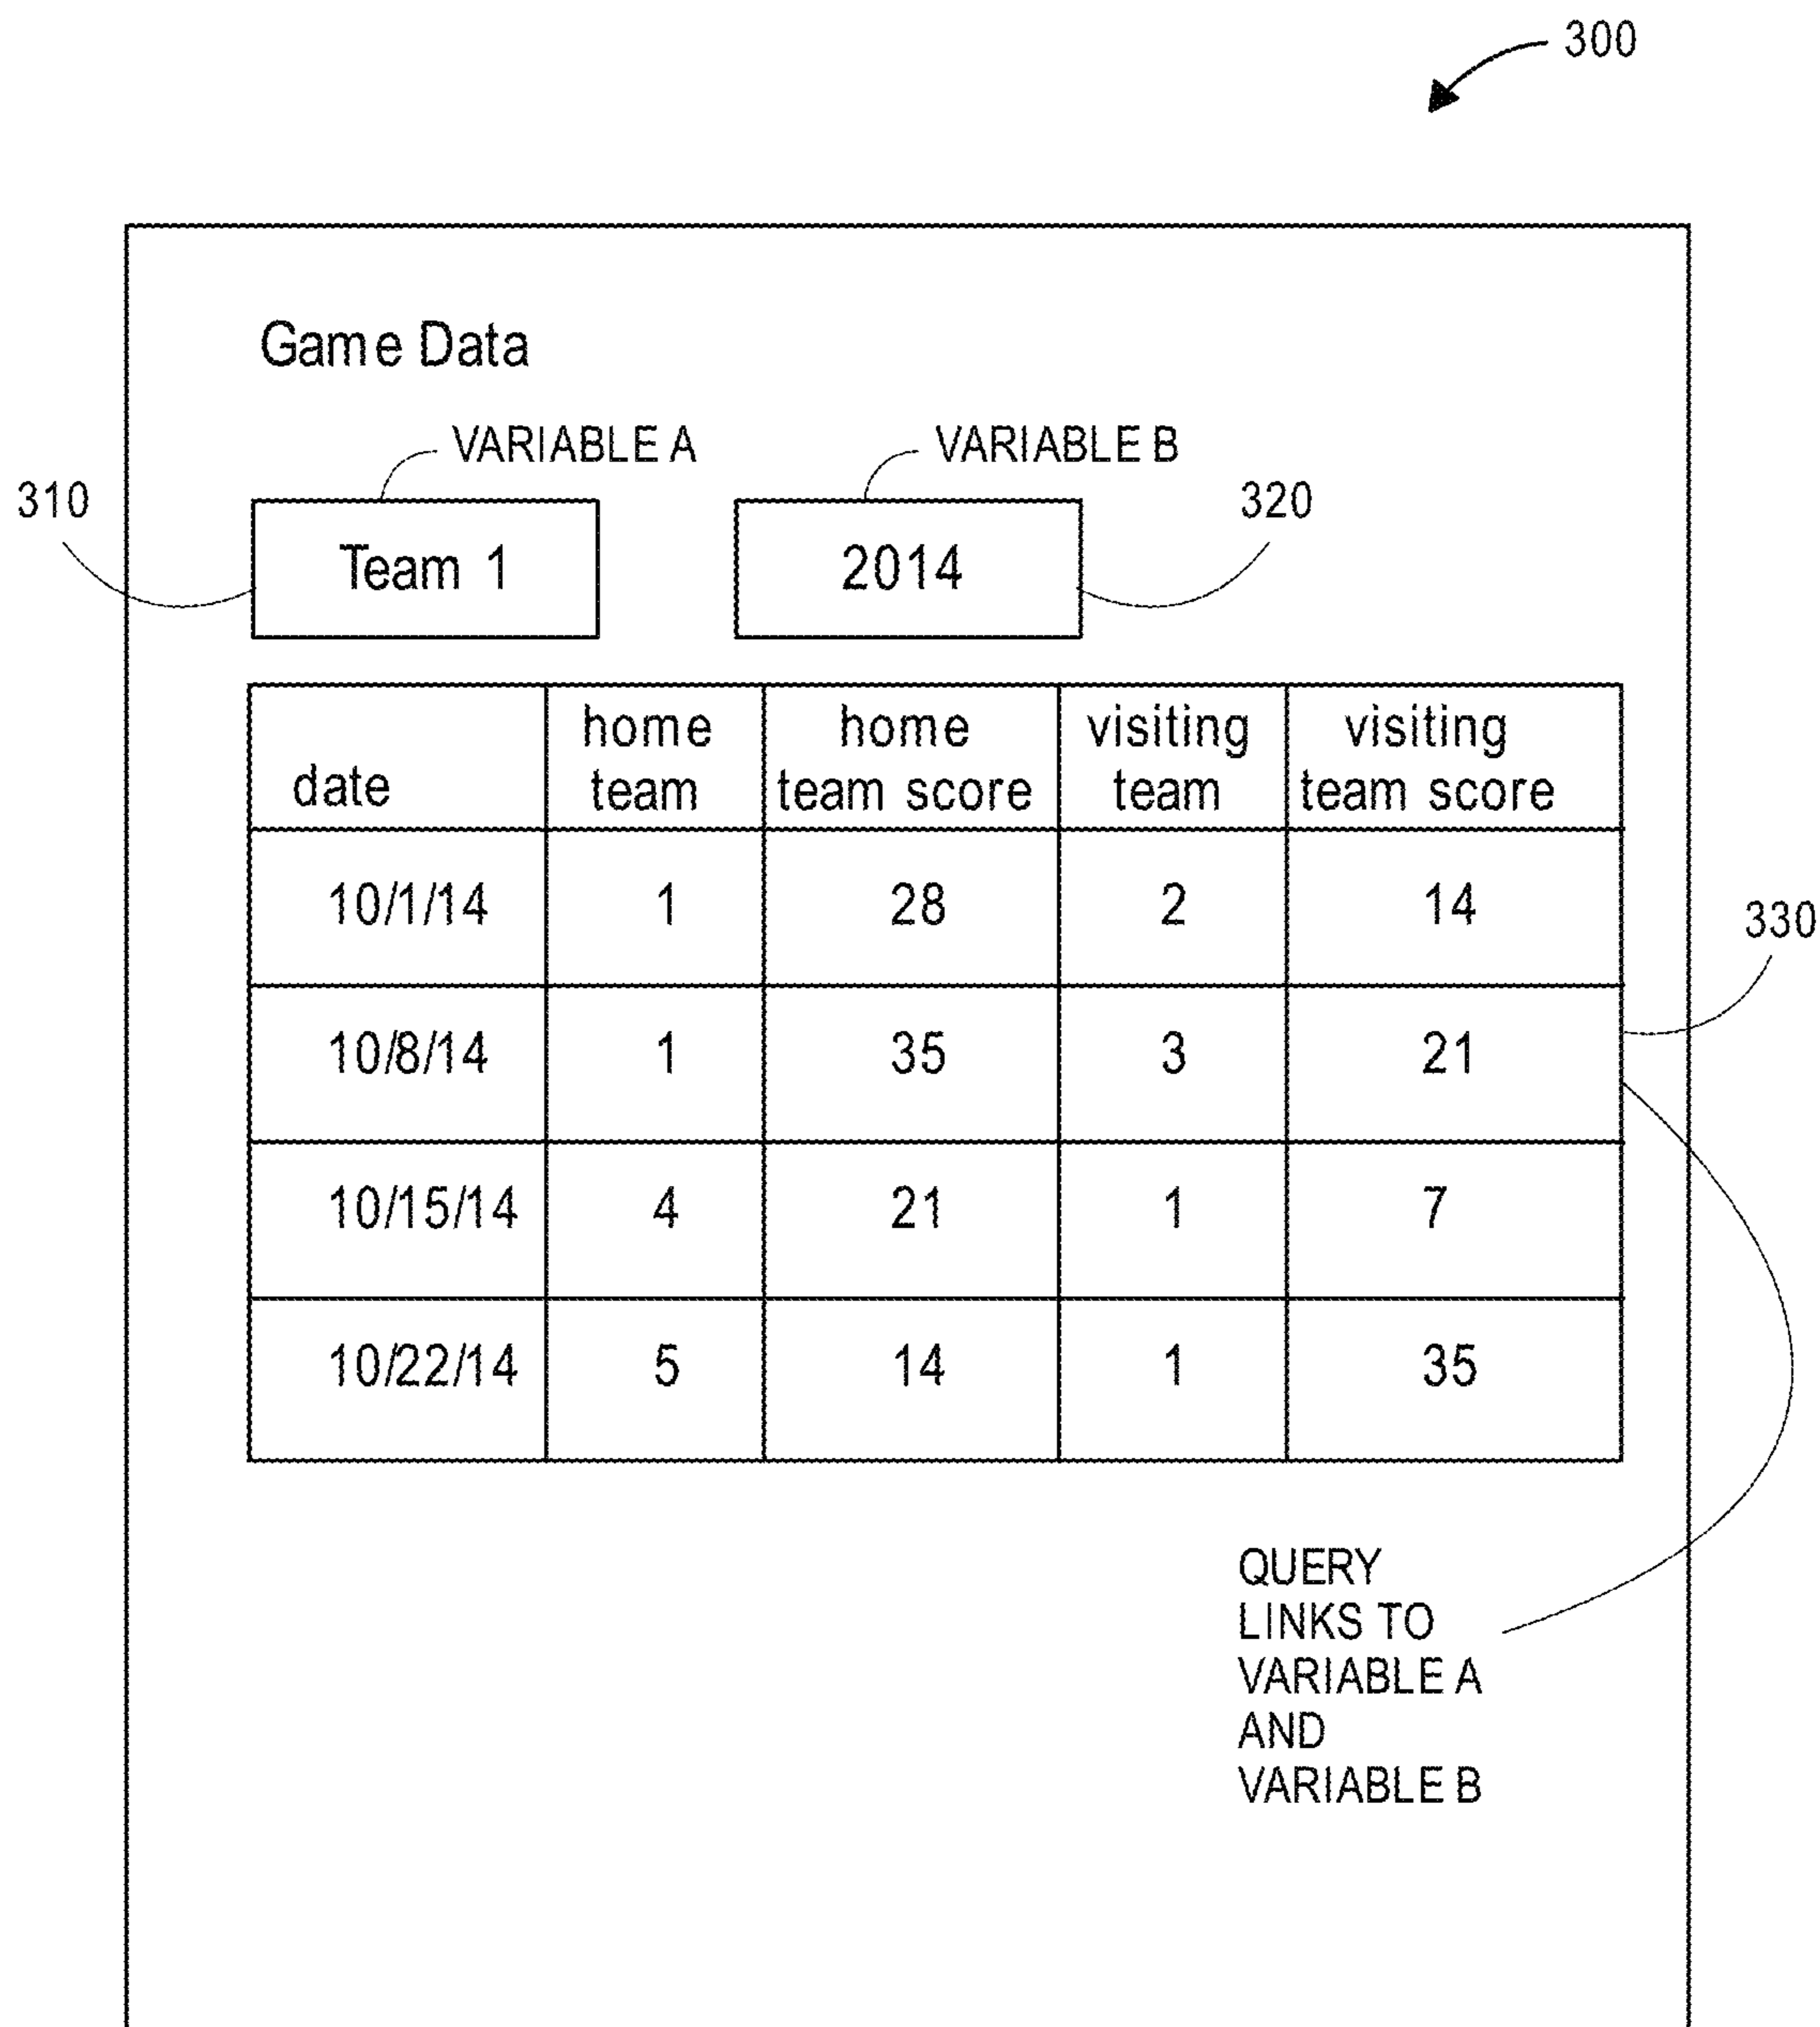 300
Game Data
VARIABLE A
VARIABLE B
310
320
Team 1
2014
date
home team
home team score
visiting team
visiting team score
10/1/14 1 28 2 14
330
10/8/14 1 35 3 21
10/15/14 4 21 1 7
10/22/14 5 14 1 35
QUERY
LINKS TO
VARIABLE A
AND
VARIABLE B